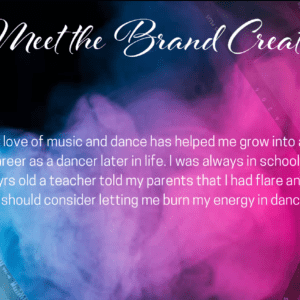 Meet the Brand Creat
love of music and dance has helped me grow into a
reer as a dancer later in life. I was always in school
yrs old a teacher told my parents that I had flare an
should consider letting me burn my energy in danc